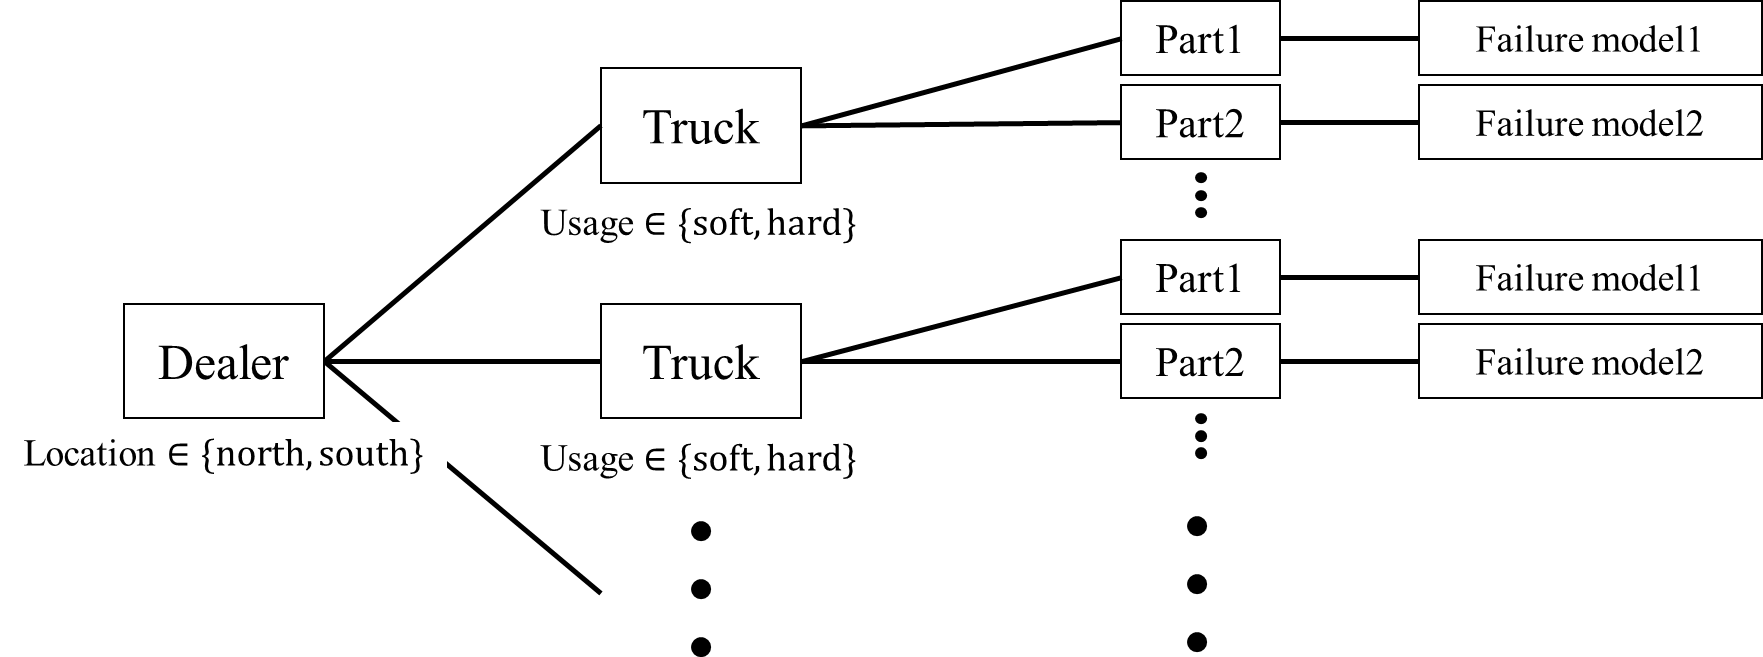 Part1
Failure model1
Truck
Part2
Failure model2
Usage ∈ {soft, hard}
Part1
Failure model1
Dealer
Truck
Part2
Failure model2
Location ∈ {north, south}
Usage ∈ {soft, hard}